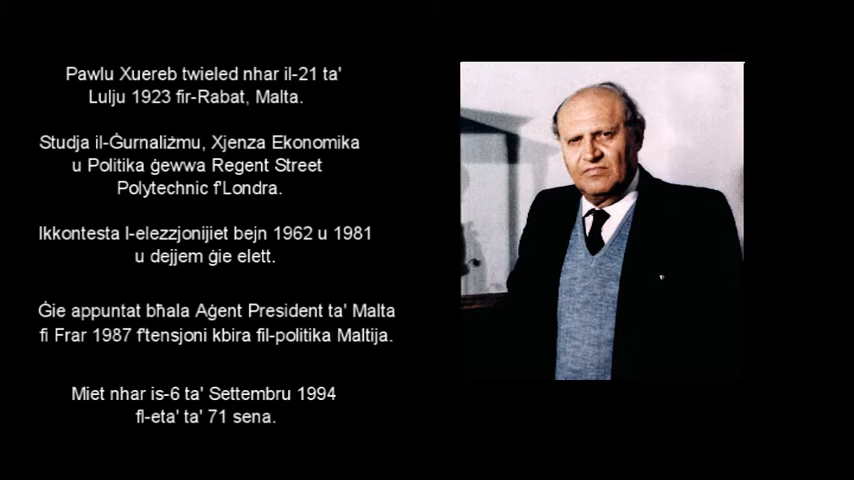 Pawlu Xuereb twieled nhar il-21 ta'
Lulju 1923 fir-Rabat, Malta.
Studja il-Ġurnaliżmu, Xjenza Ekonomika
u Politika ġewwa Regent Street
Polytechnic f'Londra.
Ikkontesta l-elezzjonijiet bejn 1962 u 1981
u dejjem ġie elett.
Ġie appuntat bħala Aġent President ta' Malta
fi Frar 1987 f'tensjoni kbira fil-politika Maltija.
Miet nhar is-6 ta' Settembru 1994
fl-eta' ta' 71 sena.